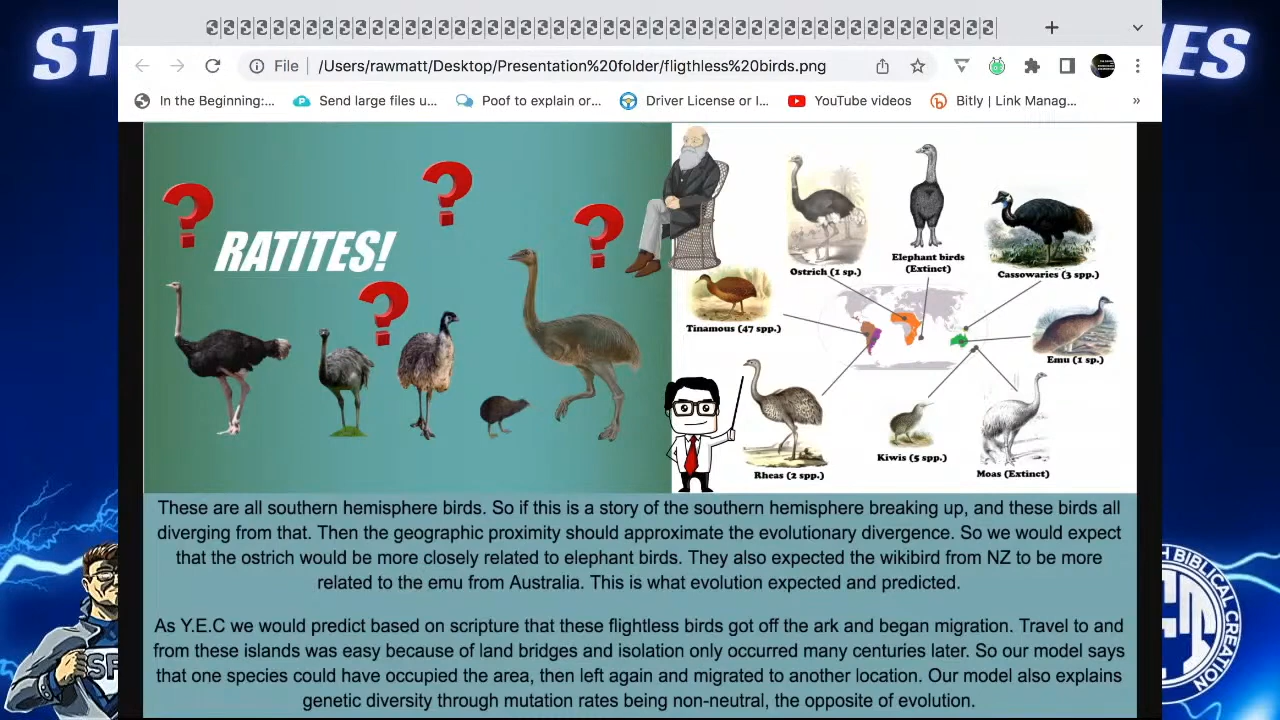 ST
ES
File /Users/rawmatt/Desktop/Presentation%20folder/fligthless%20birds.png
In the Beginning:... Send large files u... Poof to explain or... Driver License or I... YouTube videos Bitly | Link Manag... »
RATITES!
Ostrich (1 sp.)
Elephant birds
(Extinct)
Cassowaries (3 spp.)
Tinamous (47 spp.)
Emu (1 sp.)
Rheas (2 spp.)
Kiwis (5 spp.)
Moas (Extinct)
These are all southern hemisphere birds. So if this is a story of the southern hemisphere breaking up, and these birds all
diverging from that. Then the geographic proximity should approximate the evolutionary divergence. So we would expect
that the ostrich would be more closely related to elephant birds. They also expected the wikibird from NZ to be more
related to the emu from Australia. This is what evolution expected and predicted.
As Y.E.C we would predict based on scripture that these flightless birds got off the ark and began migration. Travel to and
from these islands was easy because of land bridges and isolation only occurred many centuries later. So our model says
that one species could have occupied the area, then left again and migrated to another location. Our model also explains
genetic diversity through mutation rates being non-neutral, the opposite of evolution.
SF
H BIBLICAL CREATION